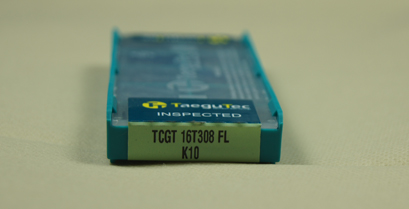 TaeguTec
INSPECTED
TCGT 16T308 FL
K10